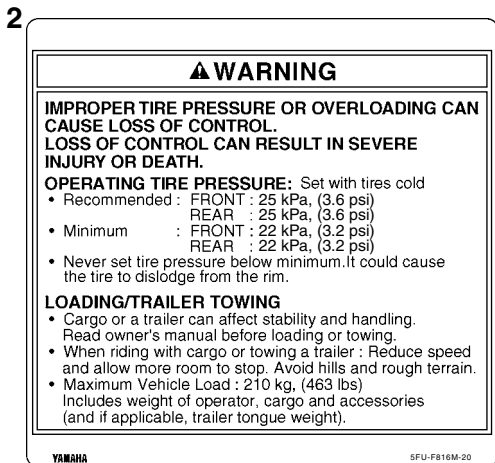 2
⚠WARNING
IMPROPER TIRE PRESSURE OR OVERLOADING CAN
CAUSE LOSS OF CONTROL.
LOSS OF CONTROL CAN RESULT IN SEVERE
INJURY OR DEATH.
OPERATING TIRE PRESSURE: Set with tires cold
• Recommended : FRONT : 25 kPa, (3.6 psi)
REAR : 25 kPa, (3.6 psi)
• Minimum : FRONT : 22 kPa, (3.2 psi)
REAR : 22 kPa, (3.2 psi)
• Never set tire pressure below minimum.It could cause
the tire to dislodge from the rim.
LOADING/TRAILER TOWING
• Cargo or a trailer can affect stability and handling.
Read owner's manual before loading or towing.
• When riding with cargo or towing a trailer : Reduce speed
and allow more room to stop. Avoid hills and rough terrain.
• Maximum Vehicle Load : 210 kg, (463 lbs)
Includes weight of operator, cargo and accessories
(and if applicable, trailer tongue weight).
YAMAHA 5FU-F816M-20